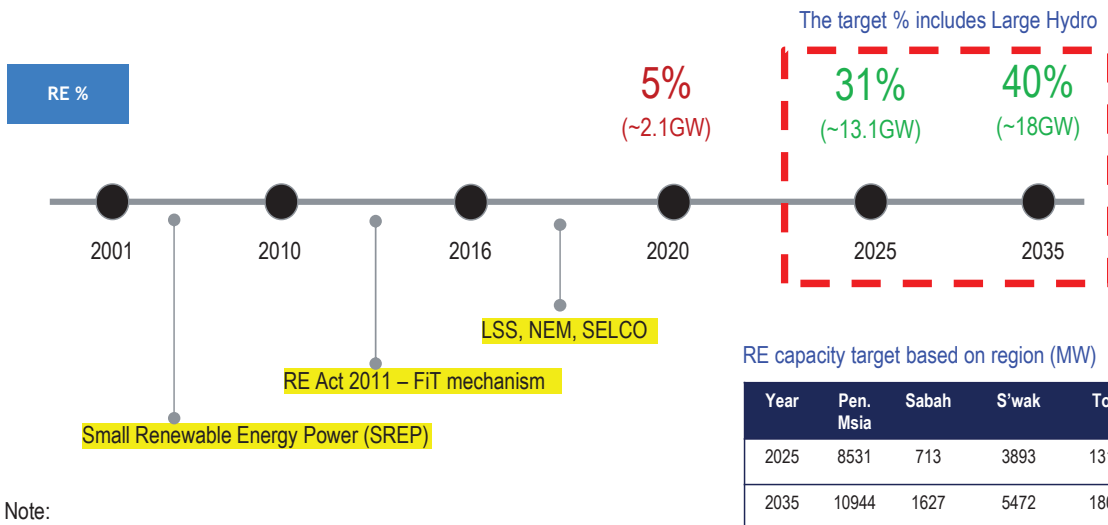 The target % includes Large Hydro
RE %
5%
(~2.1GW)
31%
(~13.1GW)
40%
(~18GW)
2001
2010
2016
2020
2025
2035
LSS, NEM, SELCO
RE Act 2011 – FiT mechanism
Small Renewable Energy Power (SREP)
RE capacity target based on region (MW)
Year Pen. Msia Sabah S'wak
2025 8531 713 3893
2035 10944 1627 5472
Note: